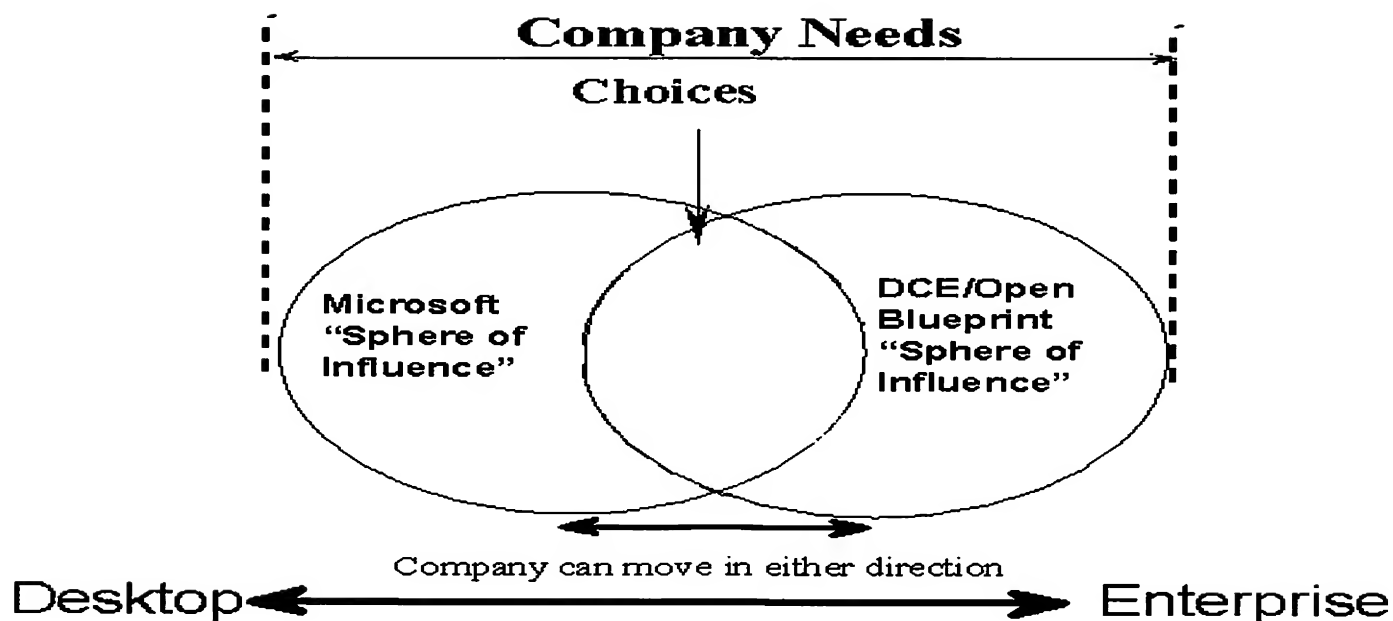 Company Needs
Choices
Microsoft
“Sphere of
Influence”
DCE/Open
Blueprint
“Sphere of
Influence”
Company can move in either direction
Desktop
Enterprise